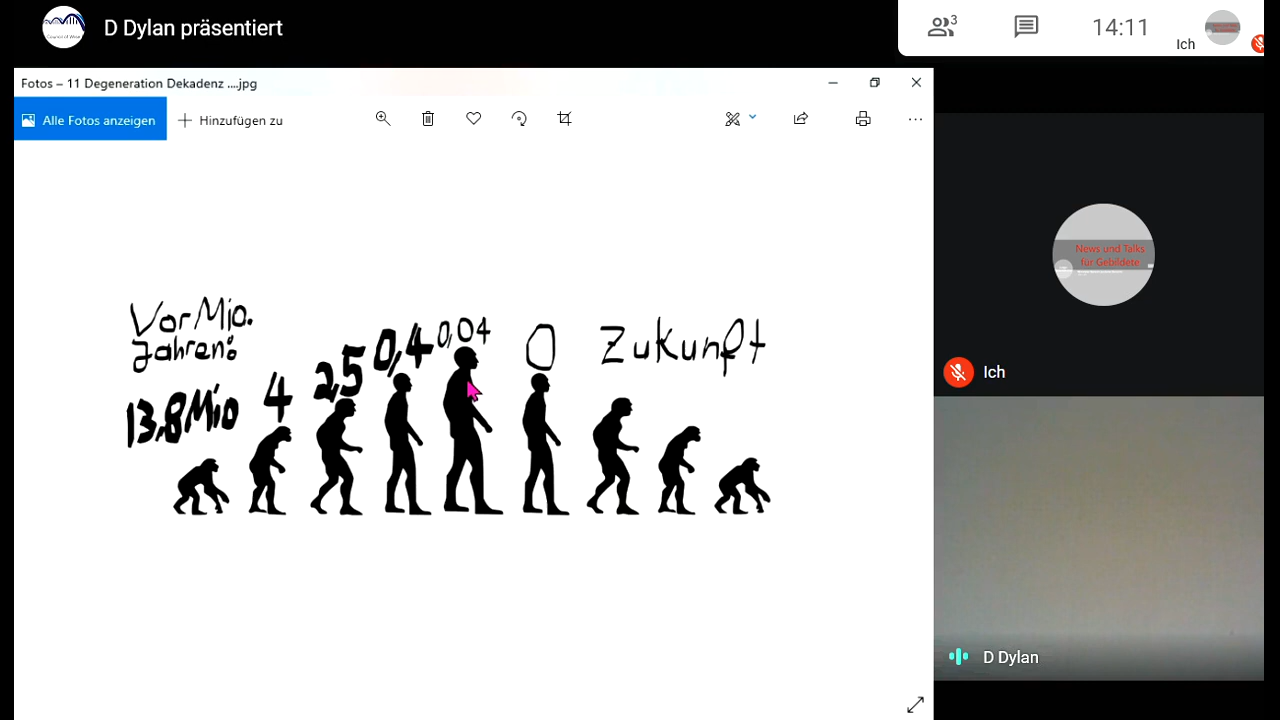 D Dylan präsentiert
3
14:11
Ich
Fotos – 11 Degeneration Dekadenz ....jpg
Alle Fotos anzeigen
Hinzufügen zu
Vor Mio.
Jahren:
13,8 Mio
4
2,5
0,4
0,04
0
Zukunft
News und Talks
für Gebildete
Ich
D Dylan